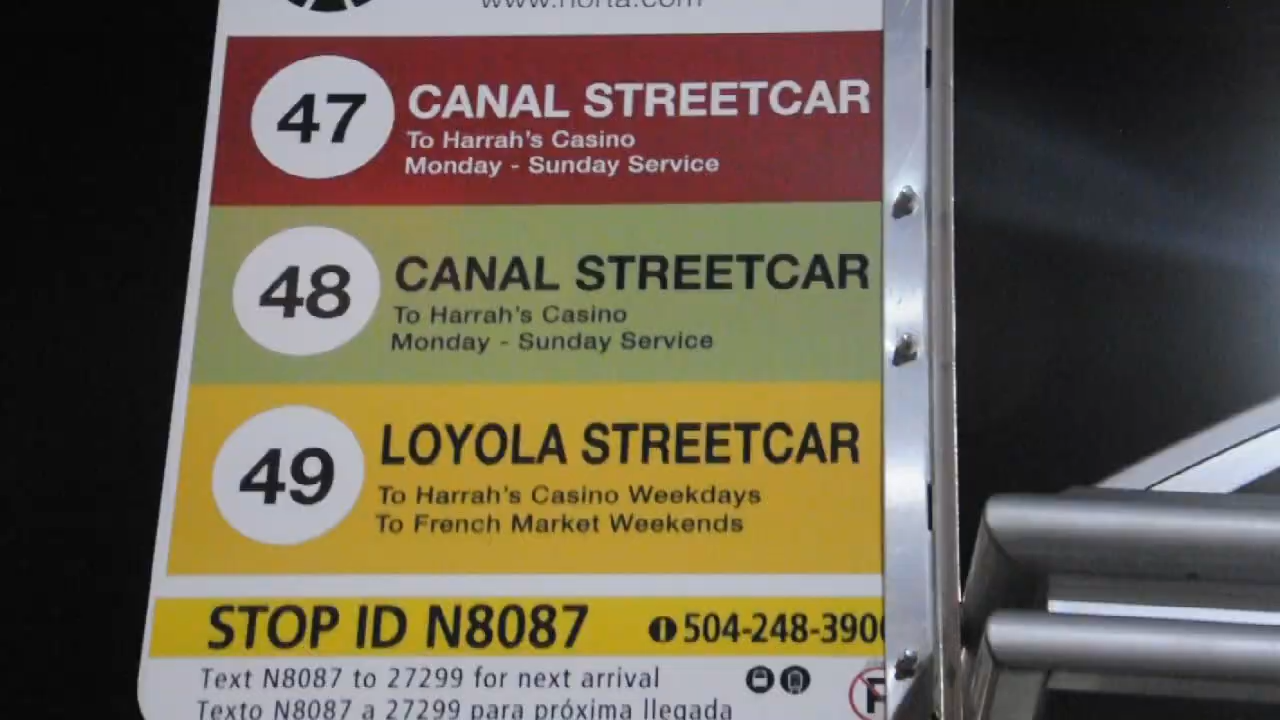 www.norta.com
47 CANAL STREETCAR
To Harrah's Casino
Monday - Sunday Service
48 CANAL STREETCAR
To Harrah's Casino
Monday - Sunday Service
49 LOYOLA STREETCAR
To Harrah's Casino Weekdays
To French Market Weekends
STOP ID N8087 504-248-3900
Text N8087 to 27299 for next arrival
Texto N8087 a 27299 para próxima llegada